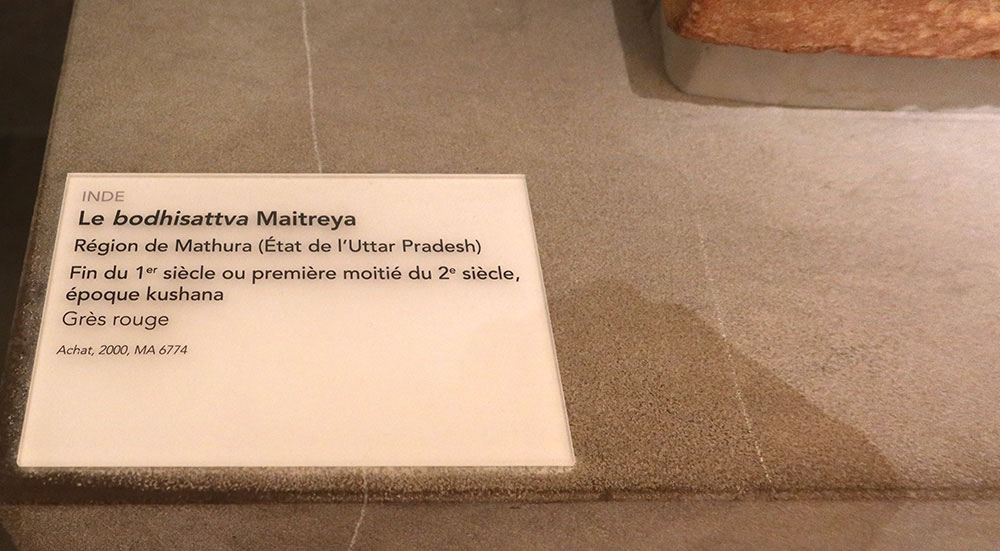 INDE
Le bodhisattva Maitreya
Région de Mathura (État de l'Uttar Pradesh)
Fin du 1er siècle ou première moitié du 2e siècle,
époque kushana
Grès rouge
Achat, 2000, MA 6774